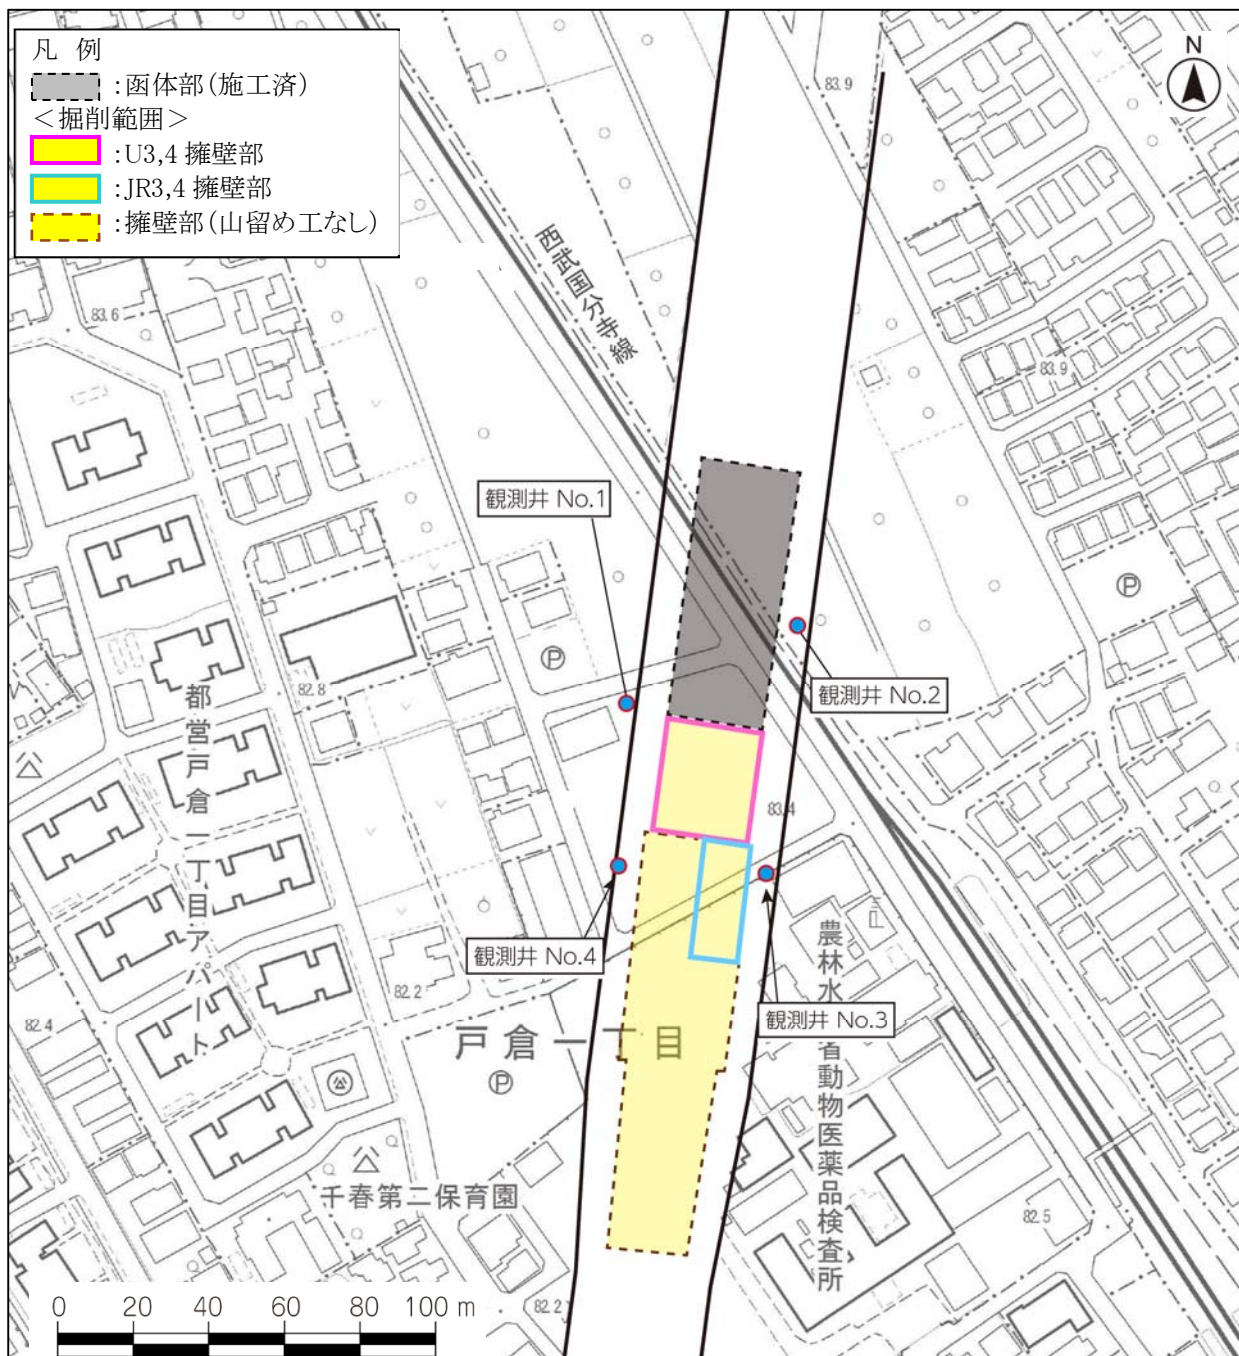 凡 例
:函体部(施工済)
<掘削範囲>
:U3,4 擁壁部
:JR3,4 擁壁部
:擁壁部(山留め工なし)
N
83.9
西武国分寺線
83.6
83.9
観測井 No.1
P
P
観測井 No.2
82.8
都営戸倉一丁目アパート
83.4
観測井 No.4
観測井 No.3
農林水省動物医薬品検査所
82.2
82.4
戸倉一丁目
P
千春第二保育園
82.5
82.2
0 20 40 60 80 100 m